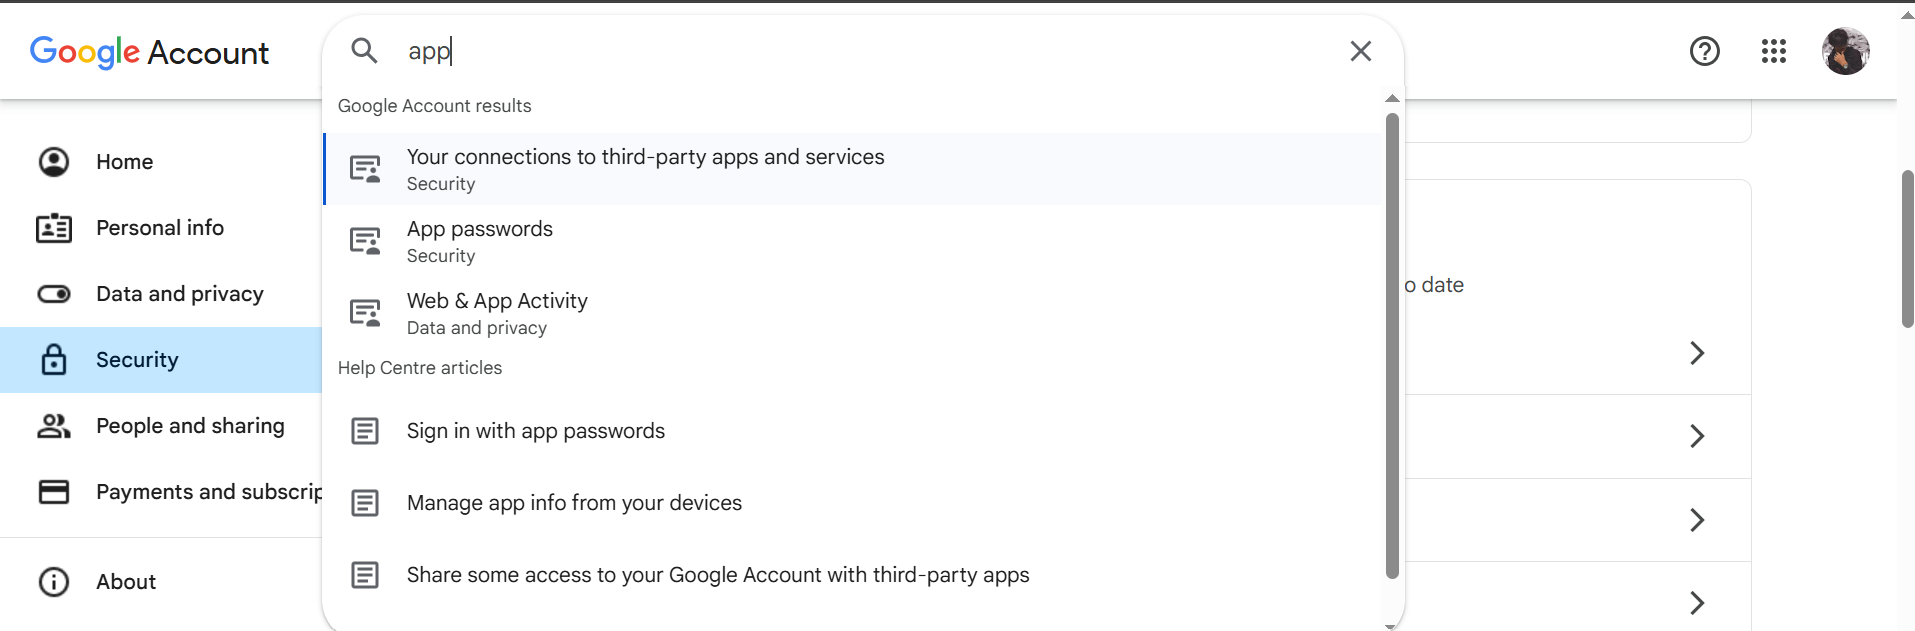 Google Account
app
Google Account results
Your connections to third-party apps and services
Security
App passwords
Security
Web & App Activity
Data and privacy
Help Centre articles
Sign in with app passwords
Manage app info from your devices
Share some access to your Google Account with third-party apps
Home
Personal info
Data and privacy
Security
People and sharing
Payments and subscrip
About
o date